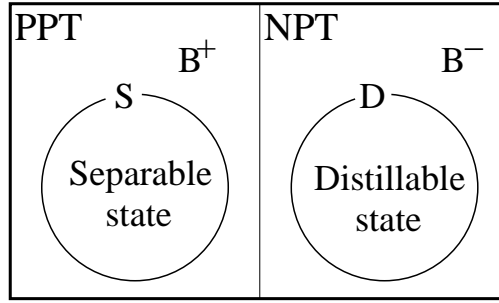 PPT
B+
S
Separable
state
NPT
B−
D
Distillable
state